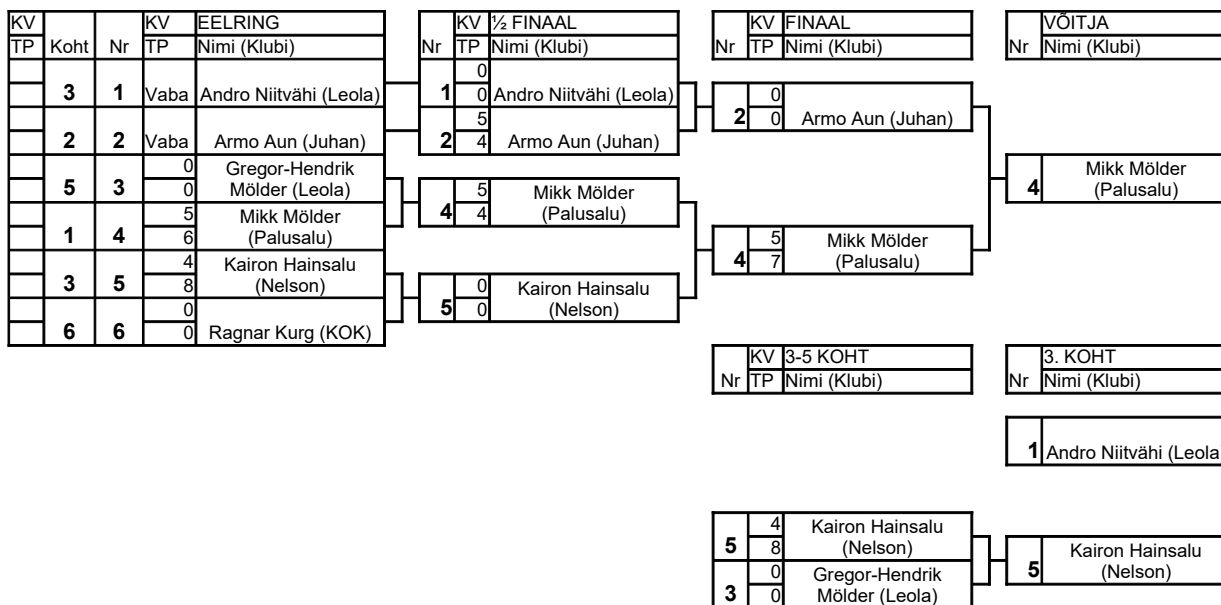 KV KV EELRING KV ½ FINAAL KV FINAAL VÕITJA
TP Koht Nr TP Nimi (Klubi) Nr TP Nimi (Klubi) Nr TP Nimi (Klubi) Nr Nimi (Klubi)
0
3 1 Vaba Andro Niitvähi (Leola) 1 0 Andro Niitvähi (Leola) 0
5 2 0 Armo Aun (Juhan)
2 2 Vaba Armo Aun (Juhan) 2 4 Armo Aun (Juhan)
0 Gregor-Hendrik Mikk Mölder
5 3 0 Mölder (Leola) 5 Mikk Mölder 4 (Palusalu)
5 Mikk Mölder 4 4 (Palusalu)
1 4 6 (Palusalu) 5 Mikk Mölder
4 Kairon Hainsalu 4 7 (Palusalu)
3 5 8 (Nelson) 0 Kairon Hainsalu
0 5 0 (Nelson)
6 6 0 Ragnar Kurg (KOK)
KV 3-5 KOHT 3. KOHT
Nr TP Nimi (Klubi) Nr Nimi (Klubi)
1 Andro Niitvähi (Leola
4 Kairon Hainsalu
5 8 (Nelson) Kairon Hainsalu
0 Gregor-Hendrik 5 (Nelson)
3 0 Mölder (Leola)